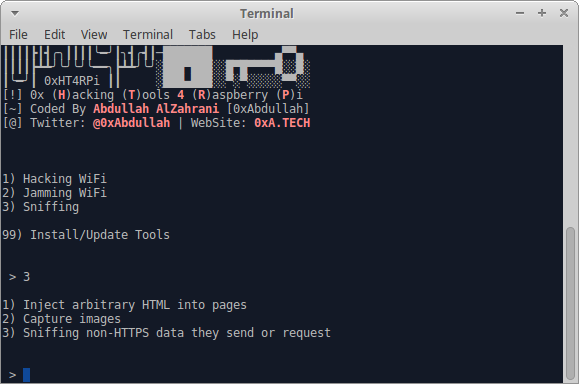 Terminal
File Edit View Terminal Tabs Help
0xHT4RPi
[!] 0x (H)acking (T)ools 4 (R)aspberry (P)i
[~] Coded By Abdullah AlZahrani [0xAbdullah]
[@] Twitter: @0xAbdullah | WebSite: 0xA.TECH
1) Hacking WiFi
2) Jamming WiFi
3) Sniffing
99) Install/Update Tools
> 3
1) Inject arbitrary HTML into pages
2) Capture images
3) Sniffing non-HTTPS data they send or request
>